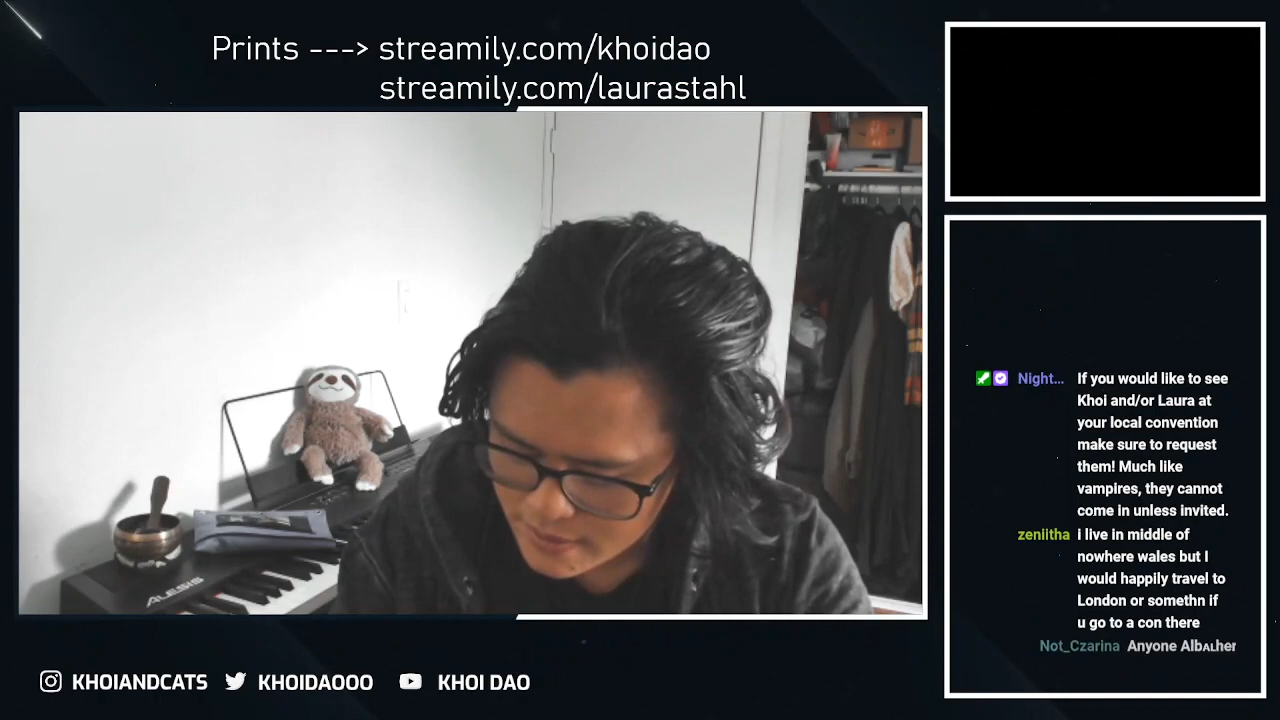 Prints ---> streamily.com/khoidao
streamily.com/laurastahl
ALESIS
Night... If you would like to see
Khoi and/or Laura at
your local convention
make sure to request
them! Much like
vampires, they cannot
come in unless invited.
zeniitha i live in middle of
nowhere wales but I
would happily travel to
London or somethn if
u go to a con there
Not_Czarina Anyone
KHOIANDCATS KHOIDAOOO KHOI DAO